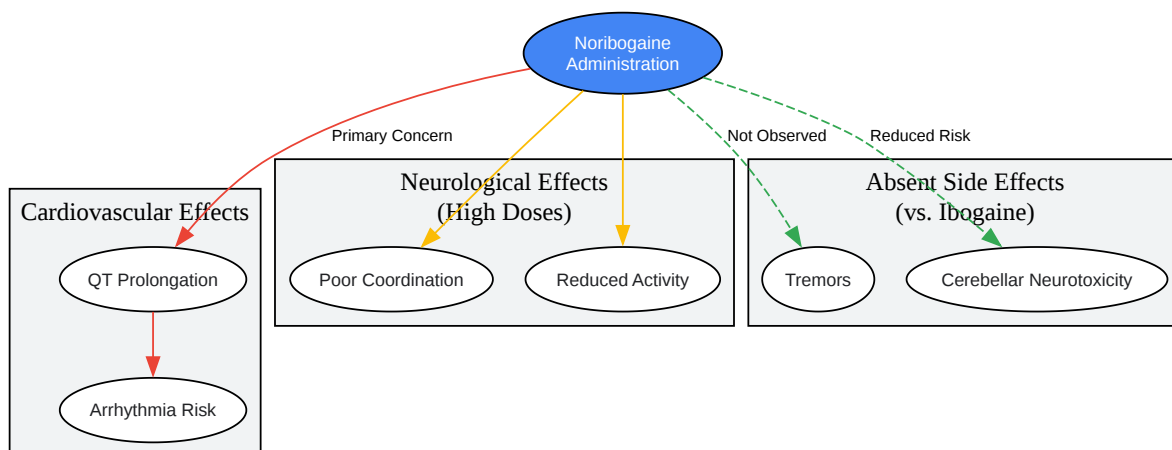 Noribogaine
Administration
Primary Concern
Not Observed
Reduced Risk
Cardiovascular Effects
Neurological Effects
(High Doses)
Absent Side Effects
(vs. Ibogaine)
QT Prolongation
Poor Coordination
Reduced Activity
Tremors
Cerebellar Neurotoxicity
Arrhythmia Risk